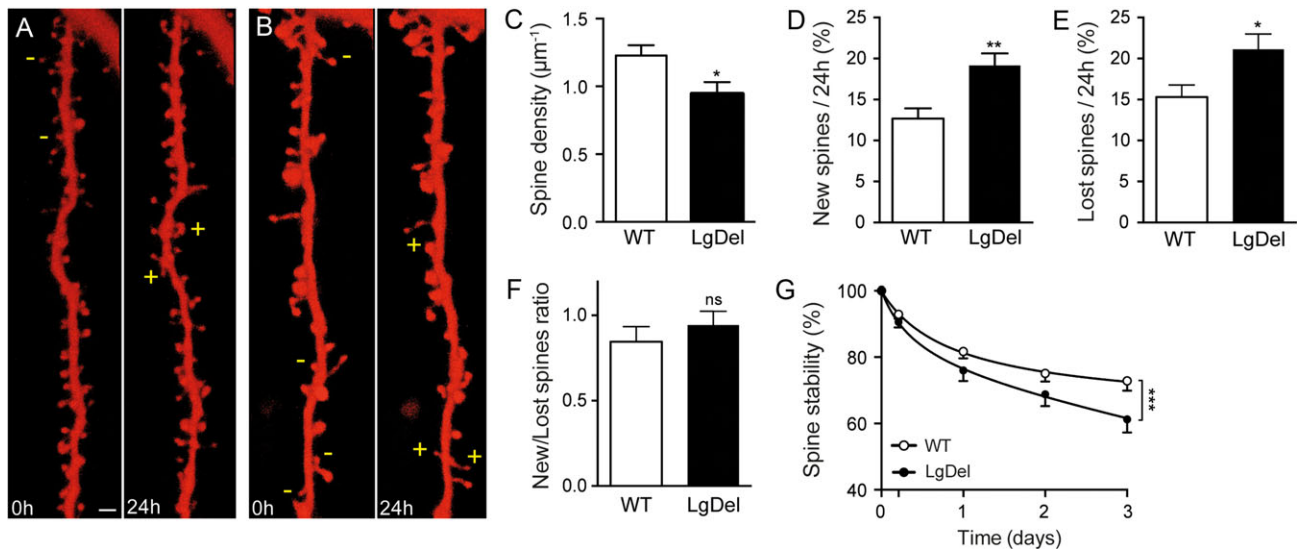 A
-
-
0h
+
+
24h
B
-
-
-
-
0h
+
+
+
24h
C
Spine density (µm⁻¹)
1.5
1.0
0.5
0.0
*
WT
LgDel
D
New spines / 24h (%)
25
20
15
10
5
0
**
WT
LgDel
E
Lost spines / 24h (%)
25
20
15
10
5
0
*
WT
LgDel
F
New/Lost spines ratio
1.0
0.5
0.0
ns
WT
LgDel
G
Spine stability (%)
100
80
60
40
***
WT
LgDel
0
1
2
3
Time (days)